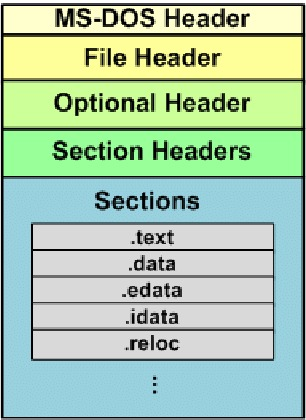 MS-DOS Header
File Header
Optional Header
Section Headers
Sections
.text
.data
.edata
.idata
.reloc
⋮